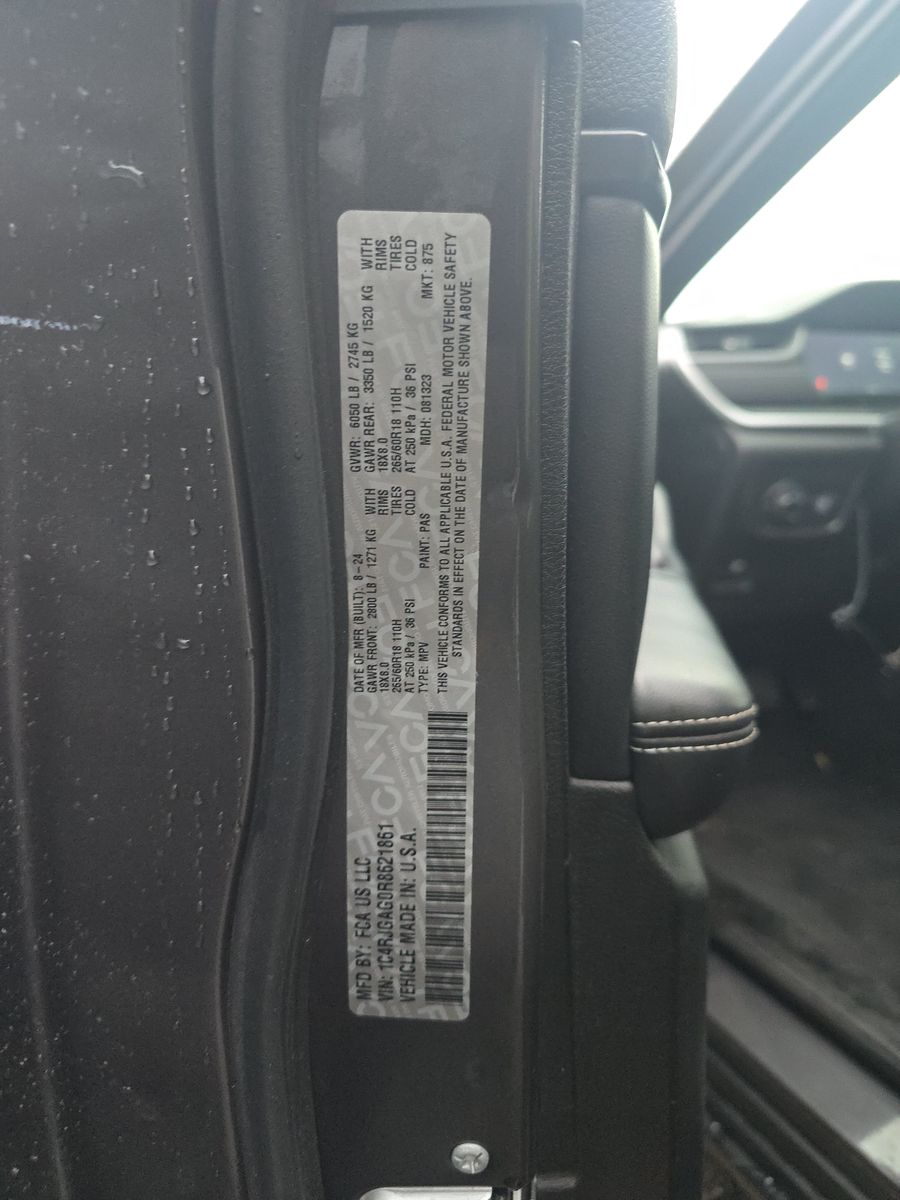 MFD BY: FCA US LLC
VIN: 1C4RJGAG0R8621861
VEHICLE MADE IN: U.S.A.
DATE OF MFR (BUILT): 8-24 GVWR: 6050 LB / 2745 KG
GAWR FRONT: 2800 LB / 1271 KG WITH GAWR REAR: 3350 LB / 1520 KG WITH
18X8.0 RIMS 18X8.0 RIMS
265/60R18 110H TIRES 265/60R18 110H TIRES
AT 250 kPa / 36 PSI COLD AT 250 kPa / 36 PSI COLD
TYPE: MPV PAINT: PAS MDH: 081323 MKT: 875
THIS VEHICLE CONFORMS TO ALL APPLICABLE U.S.A. FEDERAL MOTOR VEHICLE SAFETY
STANDARDS IN EFFECT ON THE DATE OF MANUFACTURE SHOWN ABOVE.